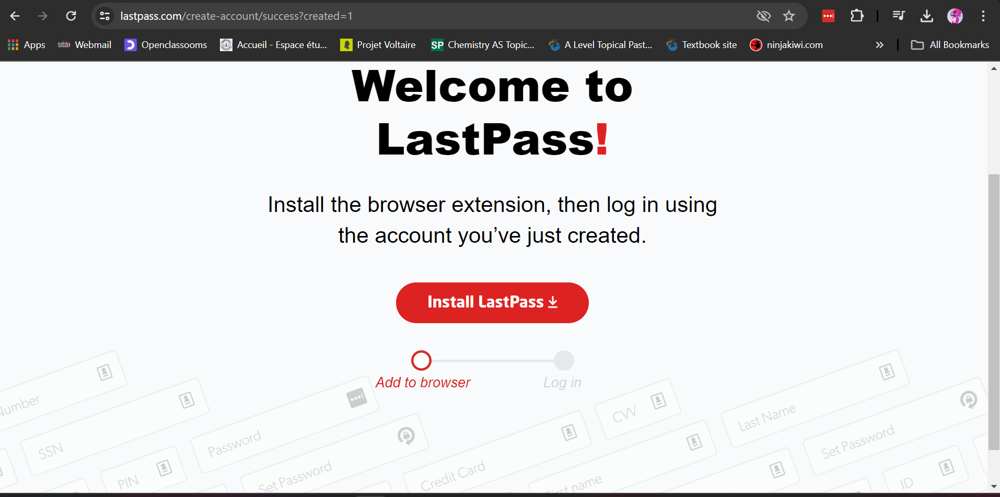 lastpass.com/create-account/success?created=1
Apps Webmail Openclassooms Accueil - Espace étu... Projet Voltaire SP Chemistry AS Topic... A Level Topical Past... Textbook site ninjakiwi.com » All Bookmarks
Welcome to
LastPass!
Install the browser extension, then log in using
the account you’ve just created.
Install LastPass
Add to browser
Log in
Number
SSN
Password
CVV
Last Name
PIN
Set Password
Credit Card
First name
Set Password
ID